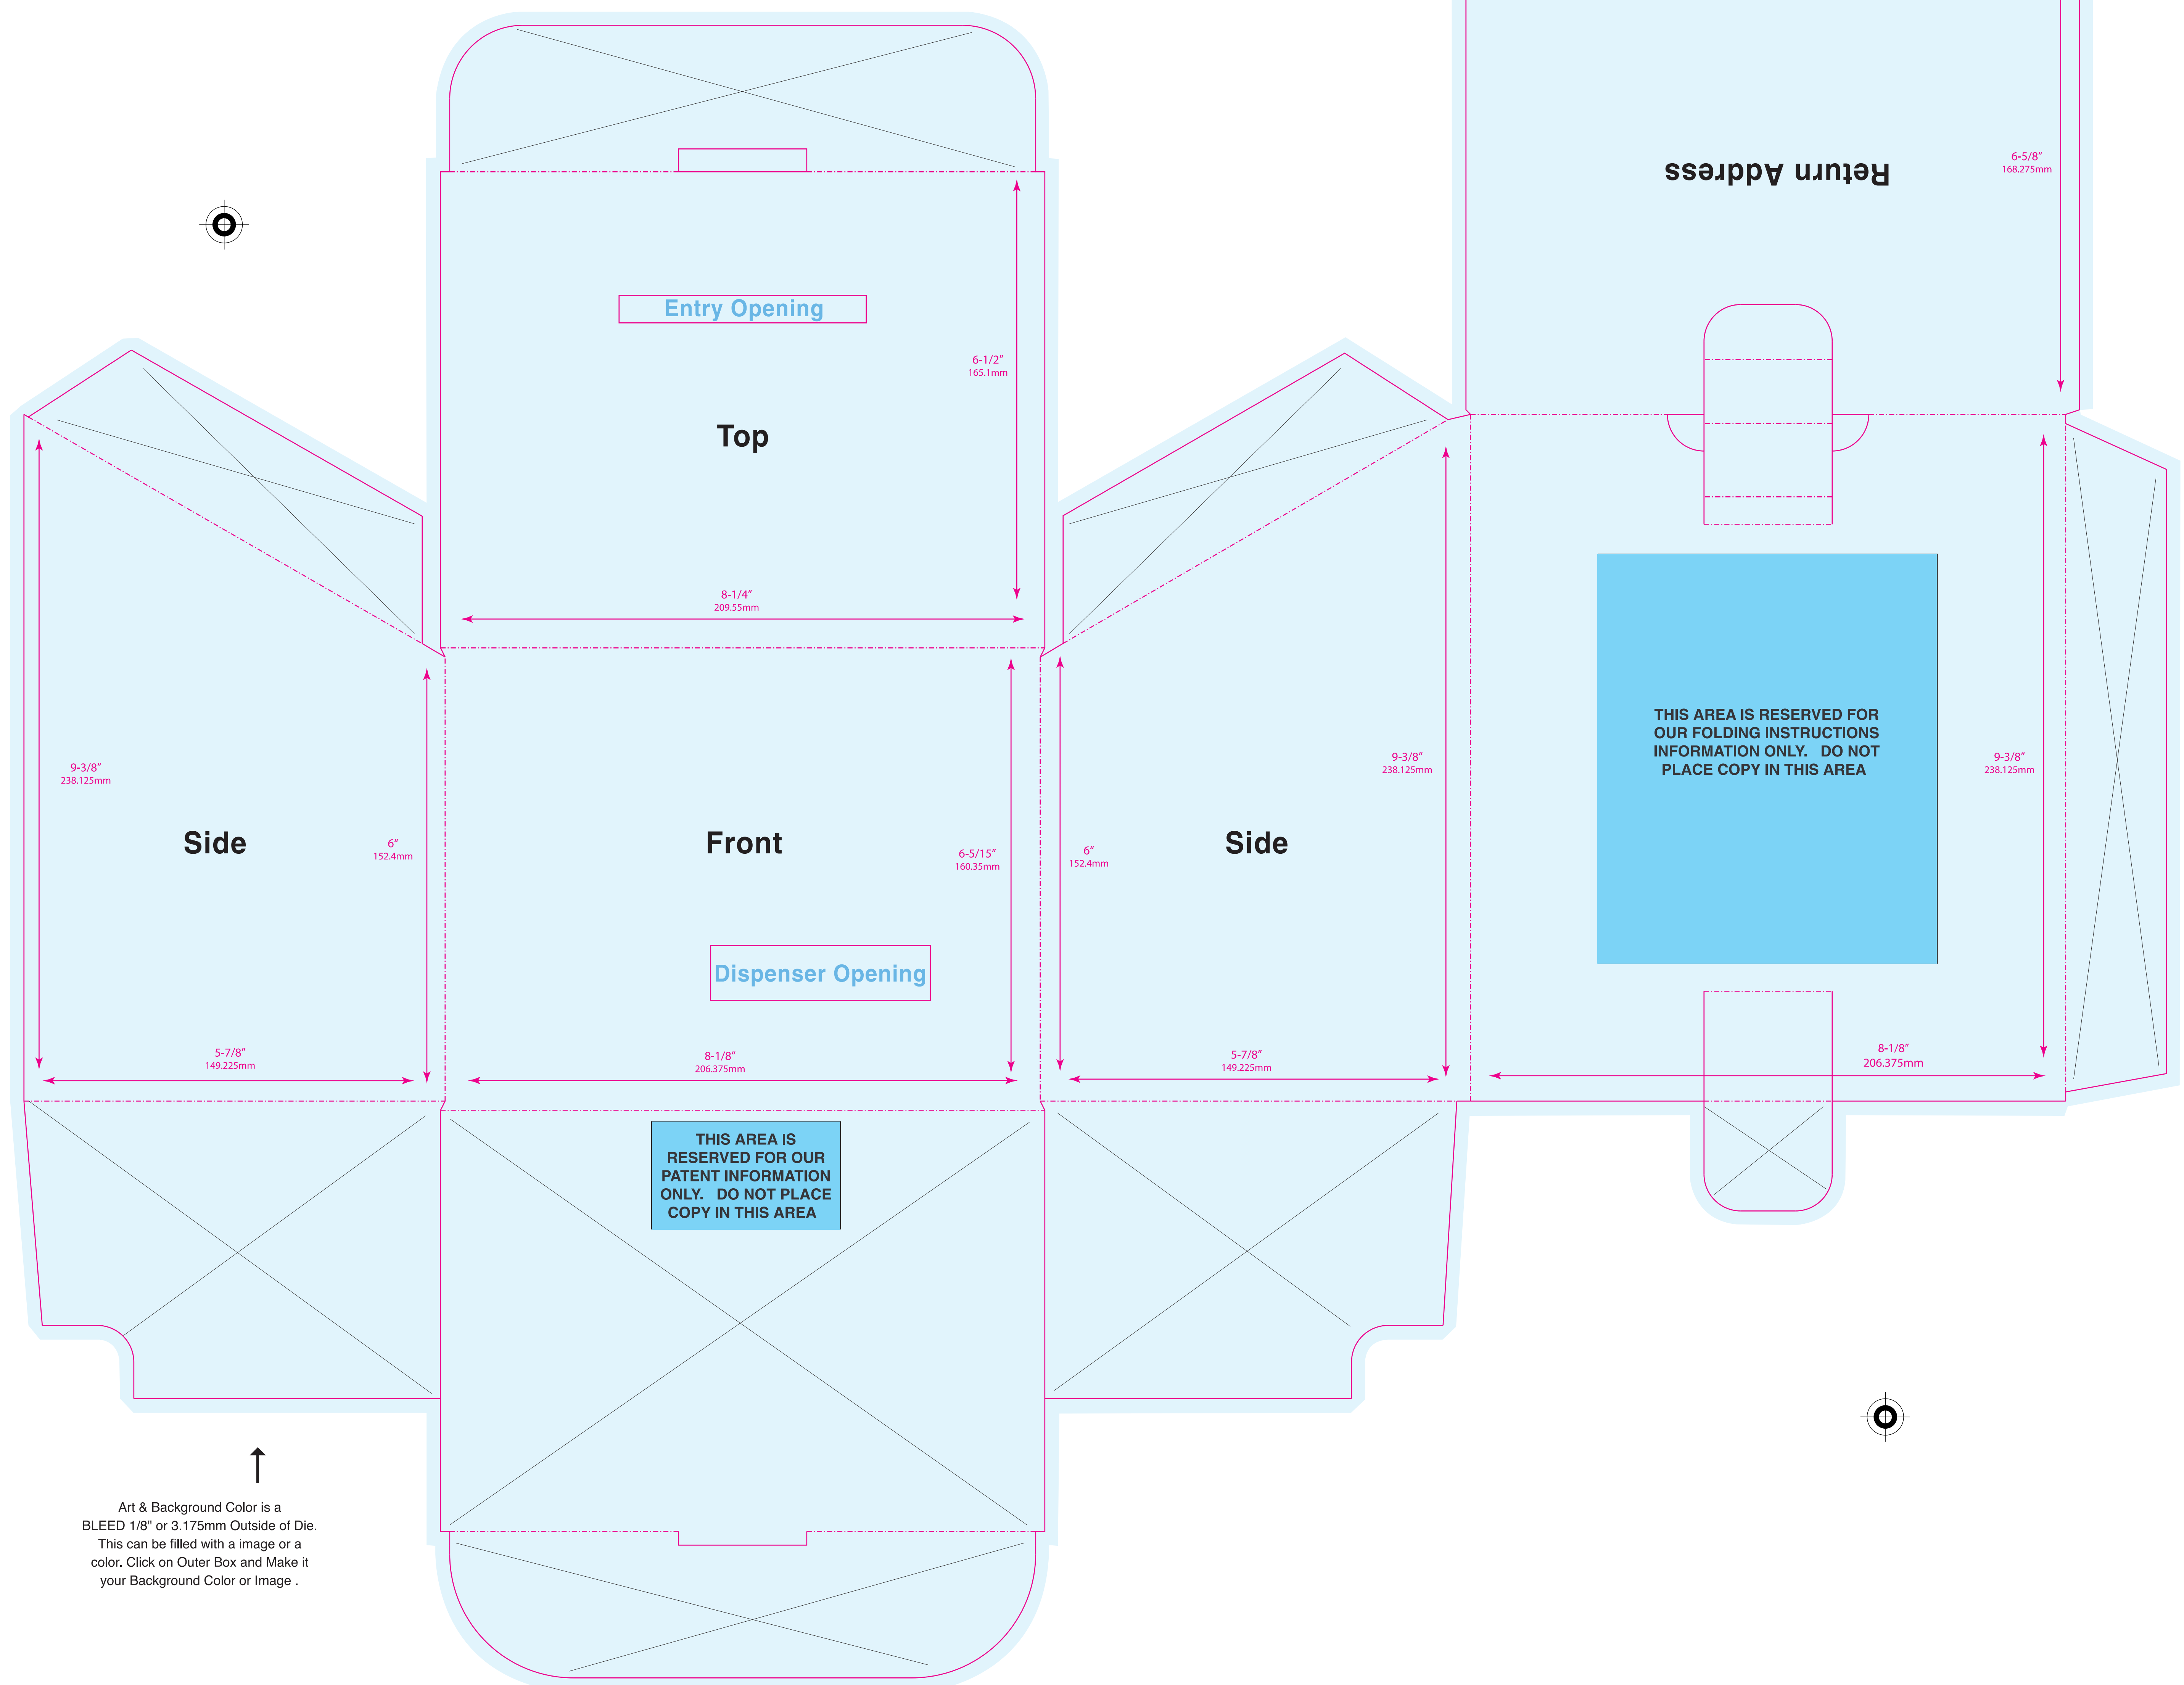 Return Address
6-5/8"
168.275mm
Entry Opening
6-1/2"
165.1mm
Top
8-1/4"
209.55mm
THIS AREA IS RESERVED FOR
OUR FOLDING INSTRUCTIONS
INFORMATION ONLY.   DO NOT
PLACE COPY IN THIS AREA
9-3/8"
238.125mm
9-3/8"
238.125mm
9-3/8"
238.125mm
Side
6"
152.4mm
Front
6-5/15"
160.35mm
6"
152.4mm
Side
Dispenser Opening
5-7/8"
149.225mm
8-1/8"
206.375mm
5-7/8"
149.225mm
8-1/8"
206.375mm
THIS AREA IS
RESERVED FOR OUR
PATENT INFORMATION
ONLY.   DO NOT PLACE
COPY IN THIS AREA
Art & Background Color is a
BLEED 1/8" or 3.175mm Outside of Die.
This can be filled with a image or a
color. Click on Outer Box and Make it
your Background Color or Image .